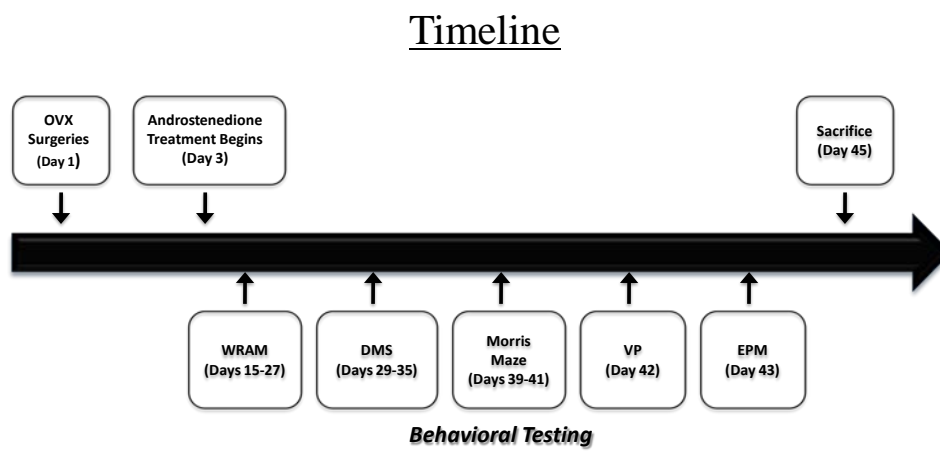 Timeline
OVX
Surgeries
(Day 1)
Androstenedione
Treatment Begins
(Day 3)
Sacrifice
(Day 45)
WRAM
(Days 15-27)
DMS
(Days 29-35)
Morris
Maze
(Days 39-41)
VP
(Day 42)
EPM
(Day 43)
Behavioral Testing